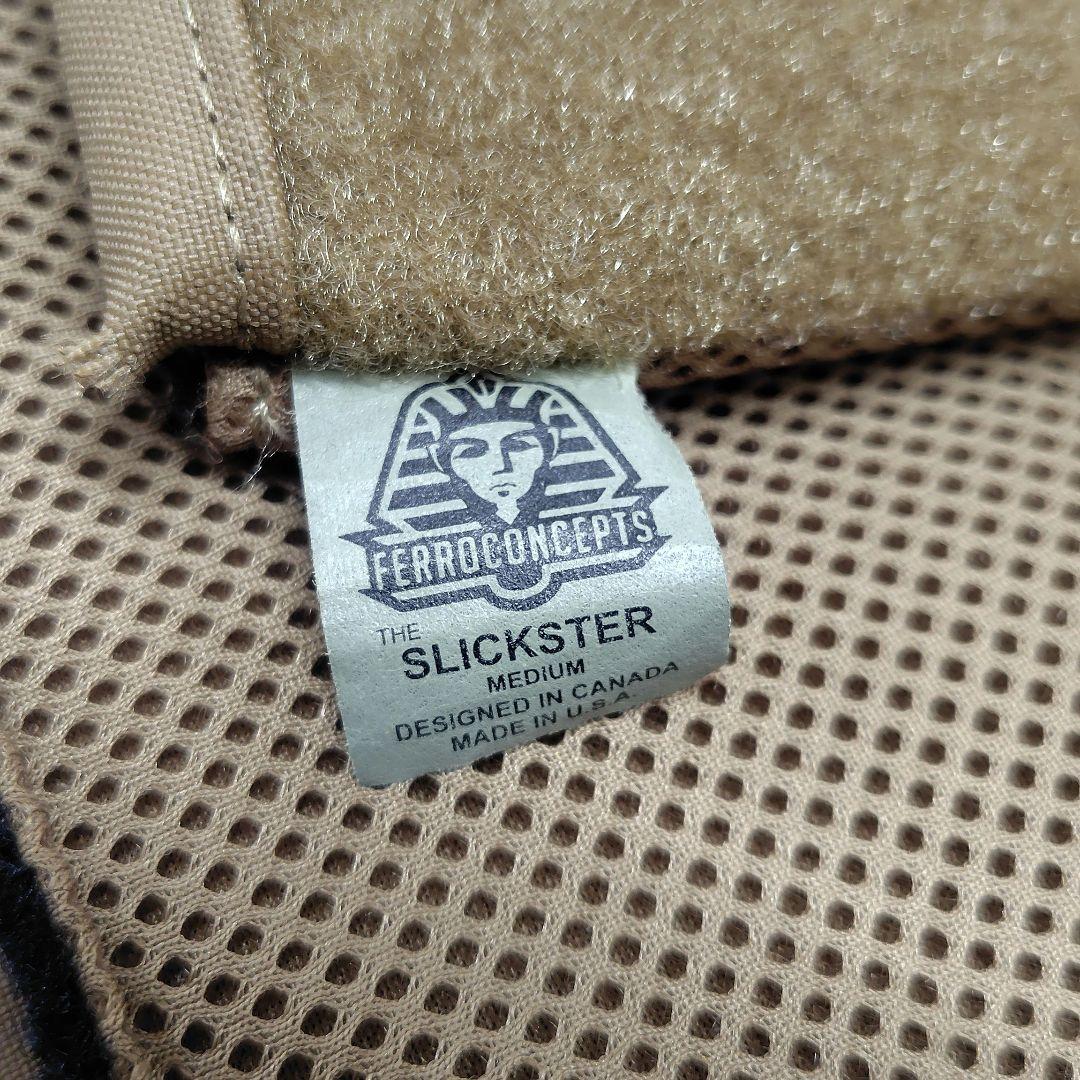 FERROCONCEPTS
THE
SLICKSTER
MEDIUM
DESIGNED IN CANADA
MADE IN U.S.A.